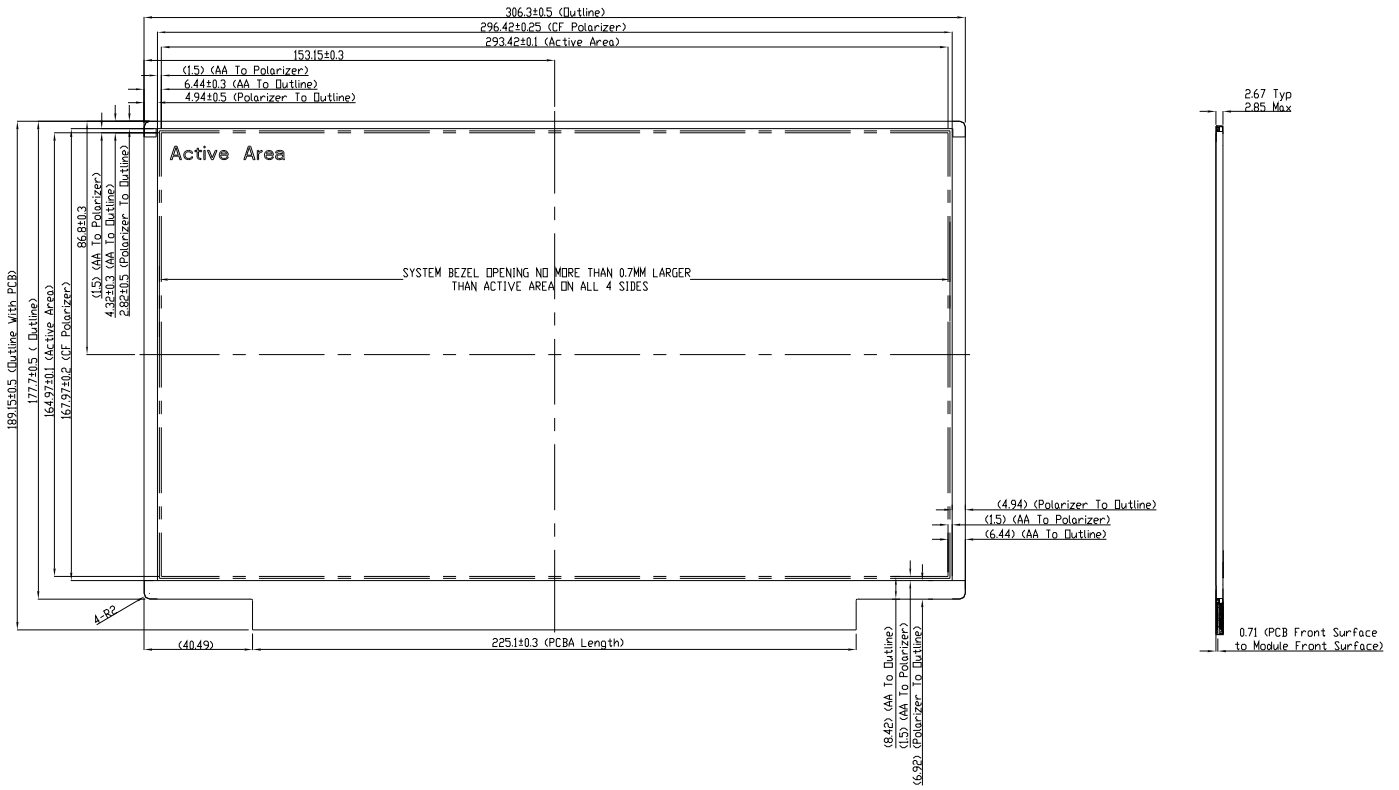 306.3±0.5 (Outline)
296.42±0.25 (CF Polarizer)
293.42±0.1 (Active Area)
153.15±0.3
(1.5) (AA To Polarizer)
6.44±0.3 (AA To Outline)
4.94±0.5 (Polarizer To Outline)
2.67 Typ
2.85 Max
Active Area
189.15±0.5 (Outline With PCB)
177.7±0.5 ( Outline)
164.97±0.1 (Active Area)
167.97±0.2 (CF Polarizer)
86.8±0.3
(1.5) (AA To Polarizer)
4.32±0.3 (AA To Outline)
2.82±0.5 (Polarizer To Outline)
SYSTEM BEZEL OPENING NO MORE THAN 0.7MM LARGER
THAN ACTIVE AREA ON ALL 4 SIDES
(4.94) (Polarizer To Outline)
(1.5) (AA To Polarizer)
(6.44) (AA To Outline)
4-R2
(40.49)
225.1±0.3 (PCBA Length)
(8.42) (AA To Outline)
(1.5) (AA To Polarizer)
(6.92) (Polarizer To Outline)
0.71 (PCB Front Surface
to Module Front Surface)